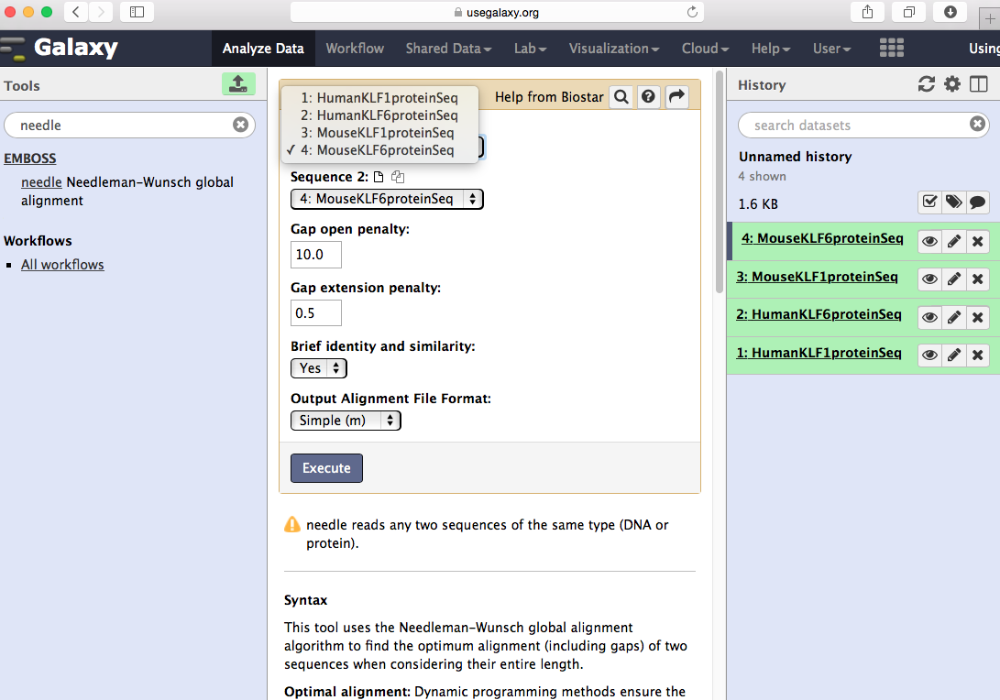 usegalaxy.org
Galaxy
Analyze Data
Workflow
Shared Data
Lab
Visualization
Cloud
Help
User
Using
Tools
needle
EMBOSS
needle Needleman-Wunsch global
alignment
Workflows
All workflows
1: HumanKLF1proteinSeq
2: HumanKLF6proteinSeq
3: MouseKLF1proteinSeq
✓ 4: MouseKLF6proteinSeq
Help from Biostar
Sequence 2:
4: MouseKLF6proteinSeq
Gap open penalty:
10.0
Gap extension penalty:
0.5
Brief identity and similarity:
Yes
Output Alignment File Format:
Simple (m)
Execute
needle reads any two sequences of the same type (DNA or
protein).
Syntax
This tool uses the Needleman-Wunsch global alignment
algorithm to find the optimum alignment (including gaps) of two
sequences when considering their entire length.
Optimal alignment: Dynamic programming methods ensure the
History
search datasets
Unnamed history
4 shown
1.6 KB
4: MouseKLF6proteinSeq
3: MouseKLF1proteinSeq
2: HumanKLF6proteinSeq
1: HumanKLF1proteinSeq